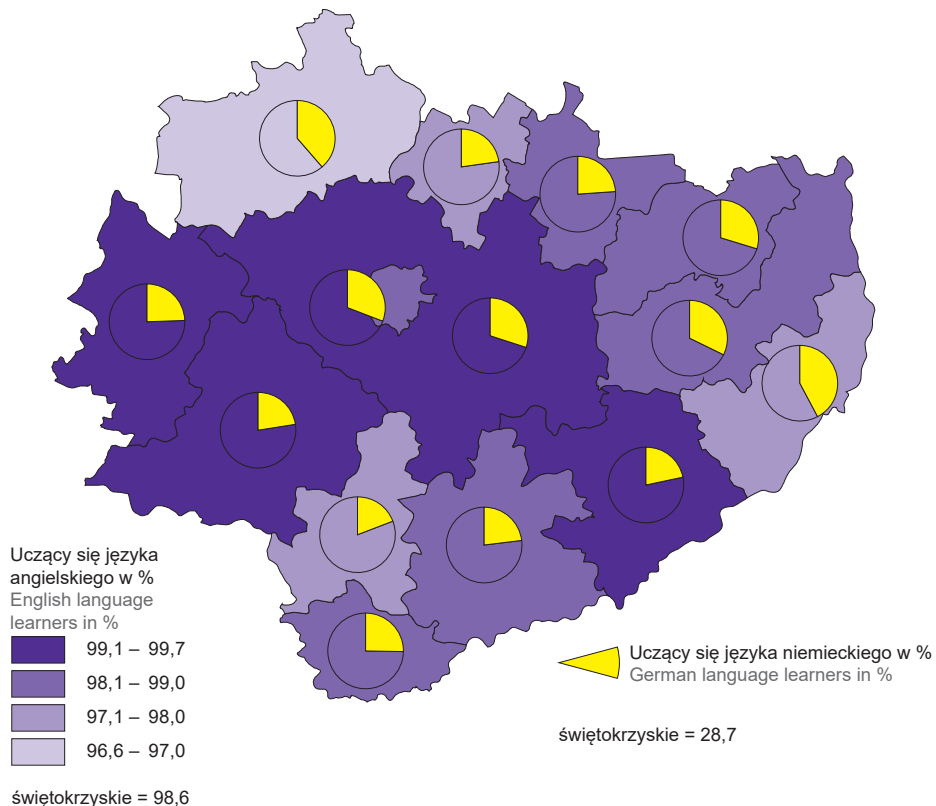 Uczący się języka
angielskiego w %
English language
learners in %
99,1 – 99,7
98,1 – 99,0
97,1 – 98,0
96,6 – 97,0
świętokrzyskie = 98,6
Uczący się języka niemieckiego w %
German language learners in %
świętokrzyskie = 28,7